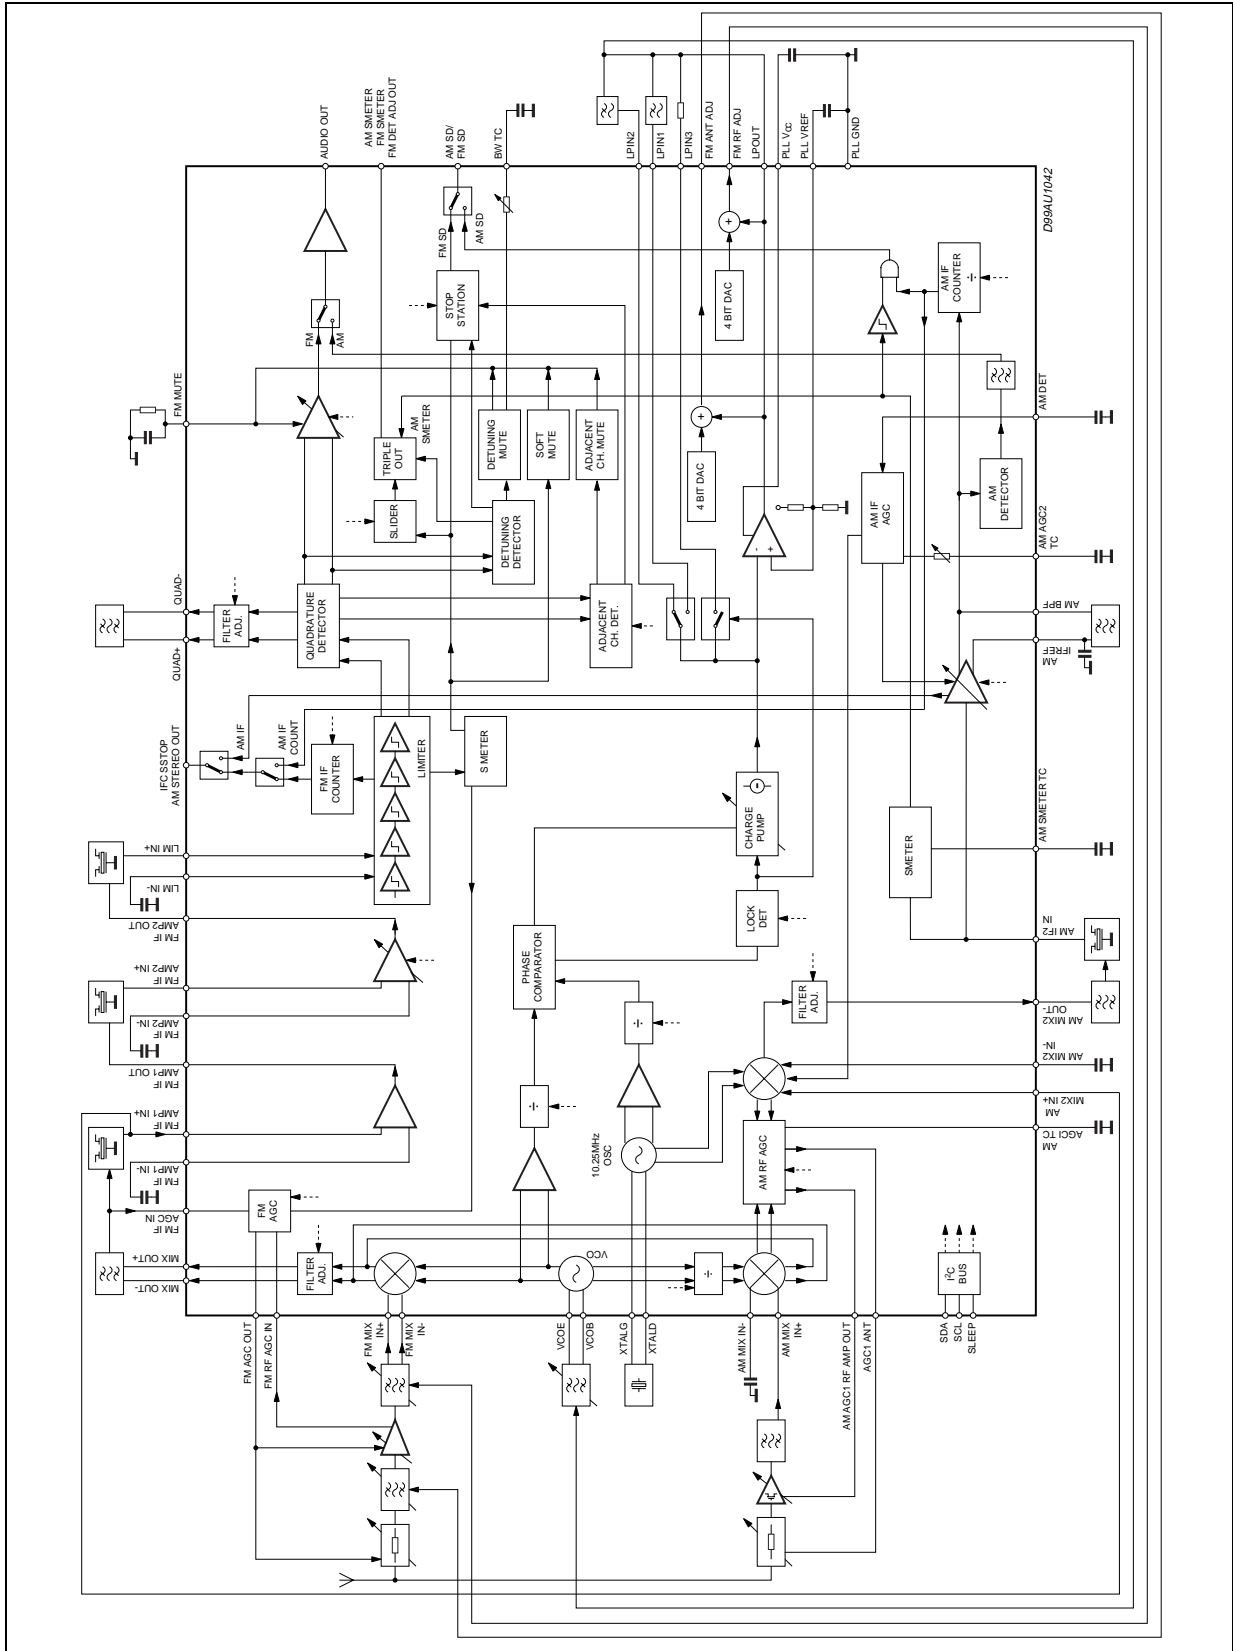 AUDIO OUT
AM SMETER
FM SMETER
FM DET ADJ OUT
AM SD/
FM SD
BW TC
LPIN2
LPIN1
LPIN3
FM ANT ADJ
FM RF ADJ
LPOUT
PLL Vcc
PLL VREF
PLL GND
D99AU1042
FM MUTE
FM
AM
FM SD
AM SD
STOP
STATION
4 BIT DAC
AM IF
COUNTER
÷
TRIPLE
OUT
AM
SMETER
DETUNING
MUTE
SOFT
MUTE
ADJACENT
CH. MUTE
4 BIT DAC
+
+
AM DET
SLIDER
DETUNING
DETECTOR
AM IF
AGC
AM
DETECTOR
AM AGC2
TC
QUAD-
QUAD+
FILTER
ADJ.
QUADRATURE
DETECTOR
ADJACENT
CH. DET.
-
+
AM BPF
AM
IFREF
IFC SSTOP
AM STEREO OUT
AM IF
AM IF
COUNT
FM IF
COUNTER
LIMITER
S METER
CHARGE
PUMP
SMETER
AM SMETER TC
LIM IN+
LIM IN-
FM IF
AMP2 OUT
LOCK
DET
AM IF2
IN
FM IF
AMP2 IN+
FM IF
AMP2 IN-
PHASE
COMPARATOR
FILTER
ADJ.
AM MIX2
OUT-
FM IF
AMP1 OUT
÷
AM MIX2
IN-
FM IF
AMP1 IN+
÷
AM
MIX2 IN+
FM IF
AMP1 IN-
10.25MHz
OSC
AM RF AGC
AM
AGC1 TC
FM IF
AGC IN
FM
AGC
MIX OUT+
MIX OUT-
FILTER
ADJ.
VCO
÷
I²C
BUS
FM AGC OUT
FM RF AGC IN
FM MIX
IN+
FM MIX
IN-
VCOE
VCOB
XTALG
XTALD
AM MIX IN-
AM MIX
IN+
AM AGC1 RF AMP OUT
AGC1 ANT
SDA
SCL
SLEEP